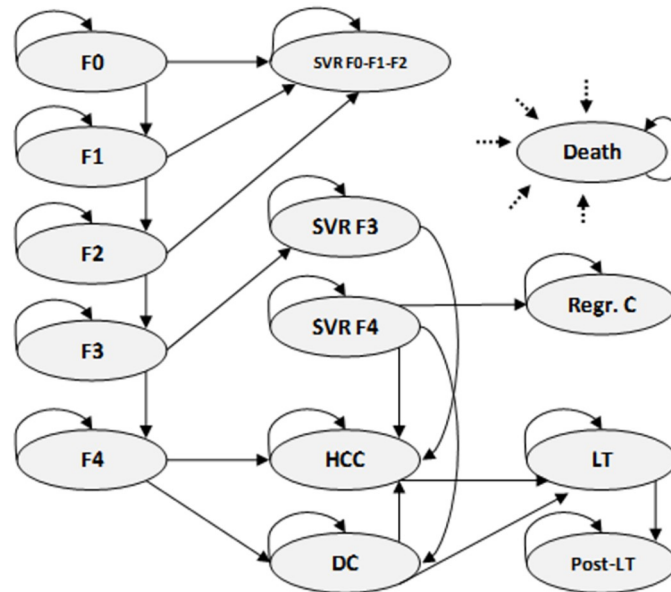 F0
SVR F0-F1-F2
F1
Death
F2
SVR F3
F3
SVR F4
Regr. C
F4
HCC
LT
DC
Post-LT